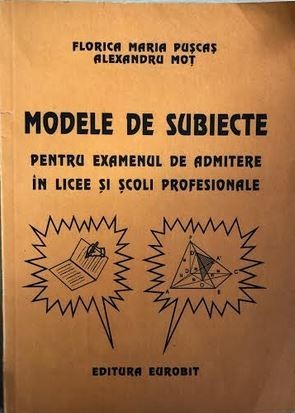 FLORICA MARIA PUȘCAȘ
ALEXANDRU MOȚ
MODELE DE SUBIECTE
PENTRU EXAMENUL DE ADMITERE
ÎN LICEE ȘI ȘCOLI PROFESIONALE
EDITURA EUROBIT